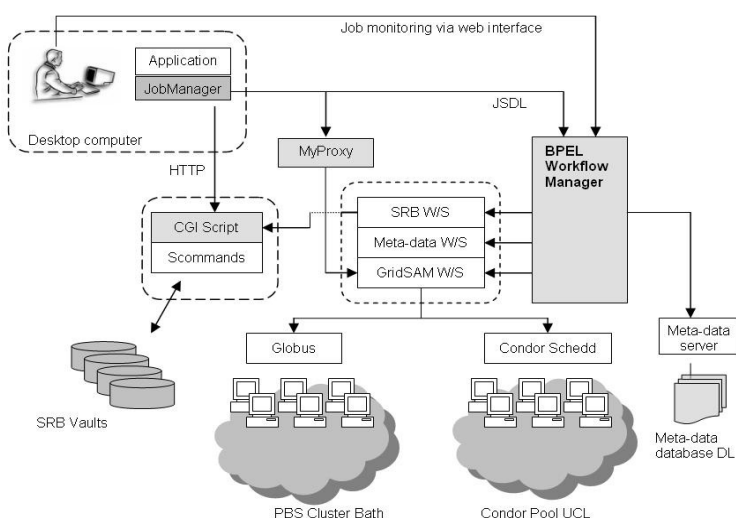 Job monitoring via web interface
Application
JobManager
Desktop computer
JSDL
HTTP
MyProxy
BPEL
Workflow
Manager
CGI Script
Scommands
SRB W/S
Meta-data W/S
GridSAM W/S
Globus
Condor Schedd
Meta-data
server
SRB Vaults
Meta-data
database DL
PBS Cluster Bath
Condor Pool UCL